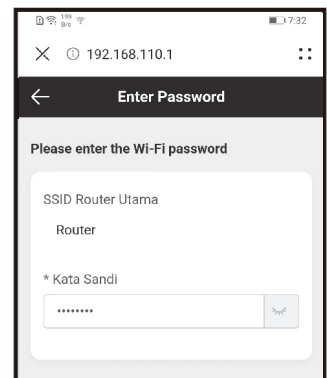 199 B/s 7:32
192.168.110.1
Enter Password
Please enter the Wi-Fi password
SSID Router Utama
Router
* Kata Sandi
••••••••